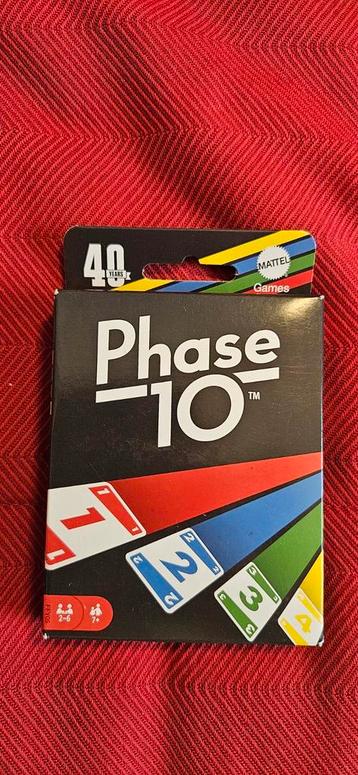 40
YEARS
MATTEL
Games
Phase
10™
1
2
3
4
2-6
7+